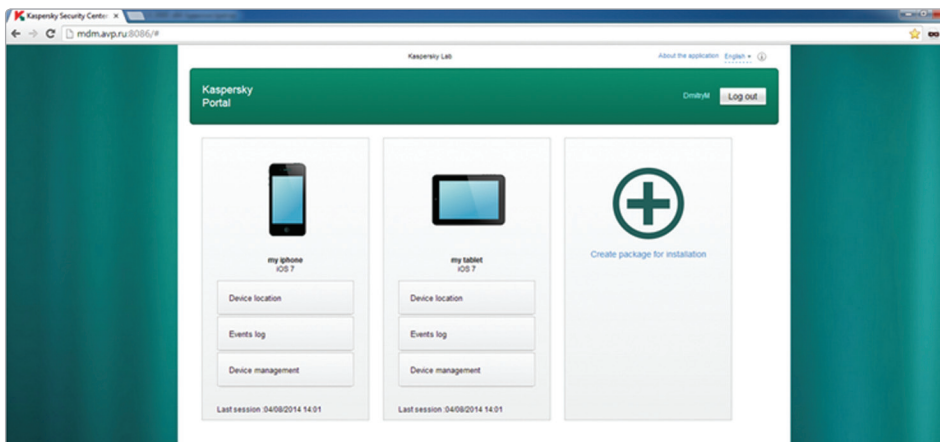 Kaspersky Security Center
mdm.avp.ru:8086/#
Kaspersky Lab
About the application English
Kaspersky
Portal
DmitryM Log out
my iphone
iOS 7
Device location
Events log
Device management
Last session :04/08/2014 14:01
my tablet
iOS 7
Device location
Events log
Device management
Last session :04/08/2014 14:01
Create package for installation